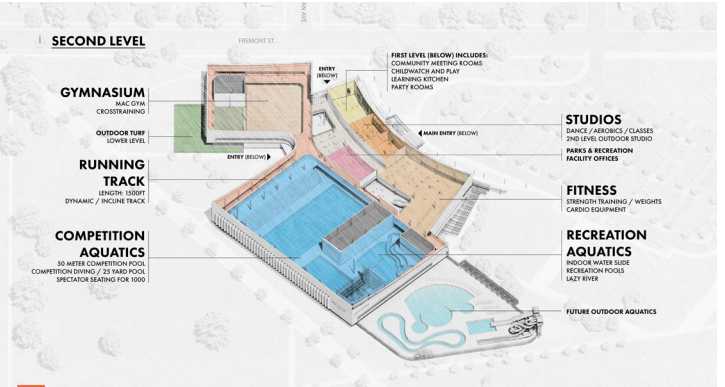 SECOND LEVEL
FREMONT ST.
AN AVE.
FIRST LEVEL (BELOW) INCLUDES:
COMMUNITY MEETING ROOMS
CHILDWATCH AND PLAY
LEARNING KITCHEN
PARTY ROOMS
ENTRY
(BELOW)
GYMNASIUM
MAC GYM
CROSSTRAINING
OUTDOOR TURF
LOWER LEVEL
ENTRY (BELOW)
MAIN ENTRY (BELOW)
STUDIOS
DANCE / AEROBICS / CLASSES
2ND LEVEL OUTDOOR STUDIO
PARKS & RECREATION
FACILITY OFFICES
RUNNING
TRACK
LENGTH: 1500FT
DYNAMIC / INCLINE TRACK
FITNESS
STRENGTH TRAINING / WEIGHTS
CARDIO EQUIPMENT
COMPETITION
AQUATICS
50 METER COMPETITION POOL
COMPETITION DIVING / 25 YARD POOL
SPECTATOR SEATING FOR 1000
RECREATION
AQUATICS
INDOOR WATER SLIDE
RECREATION POOLS
LAZY RIVER
FUTURE OUTDOOR AQUATICS